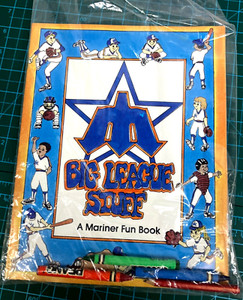 BIG LEAGUE
STUFF
A Mariner Fun Book